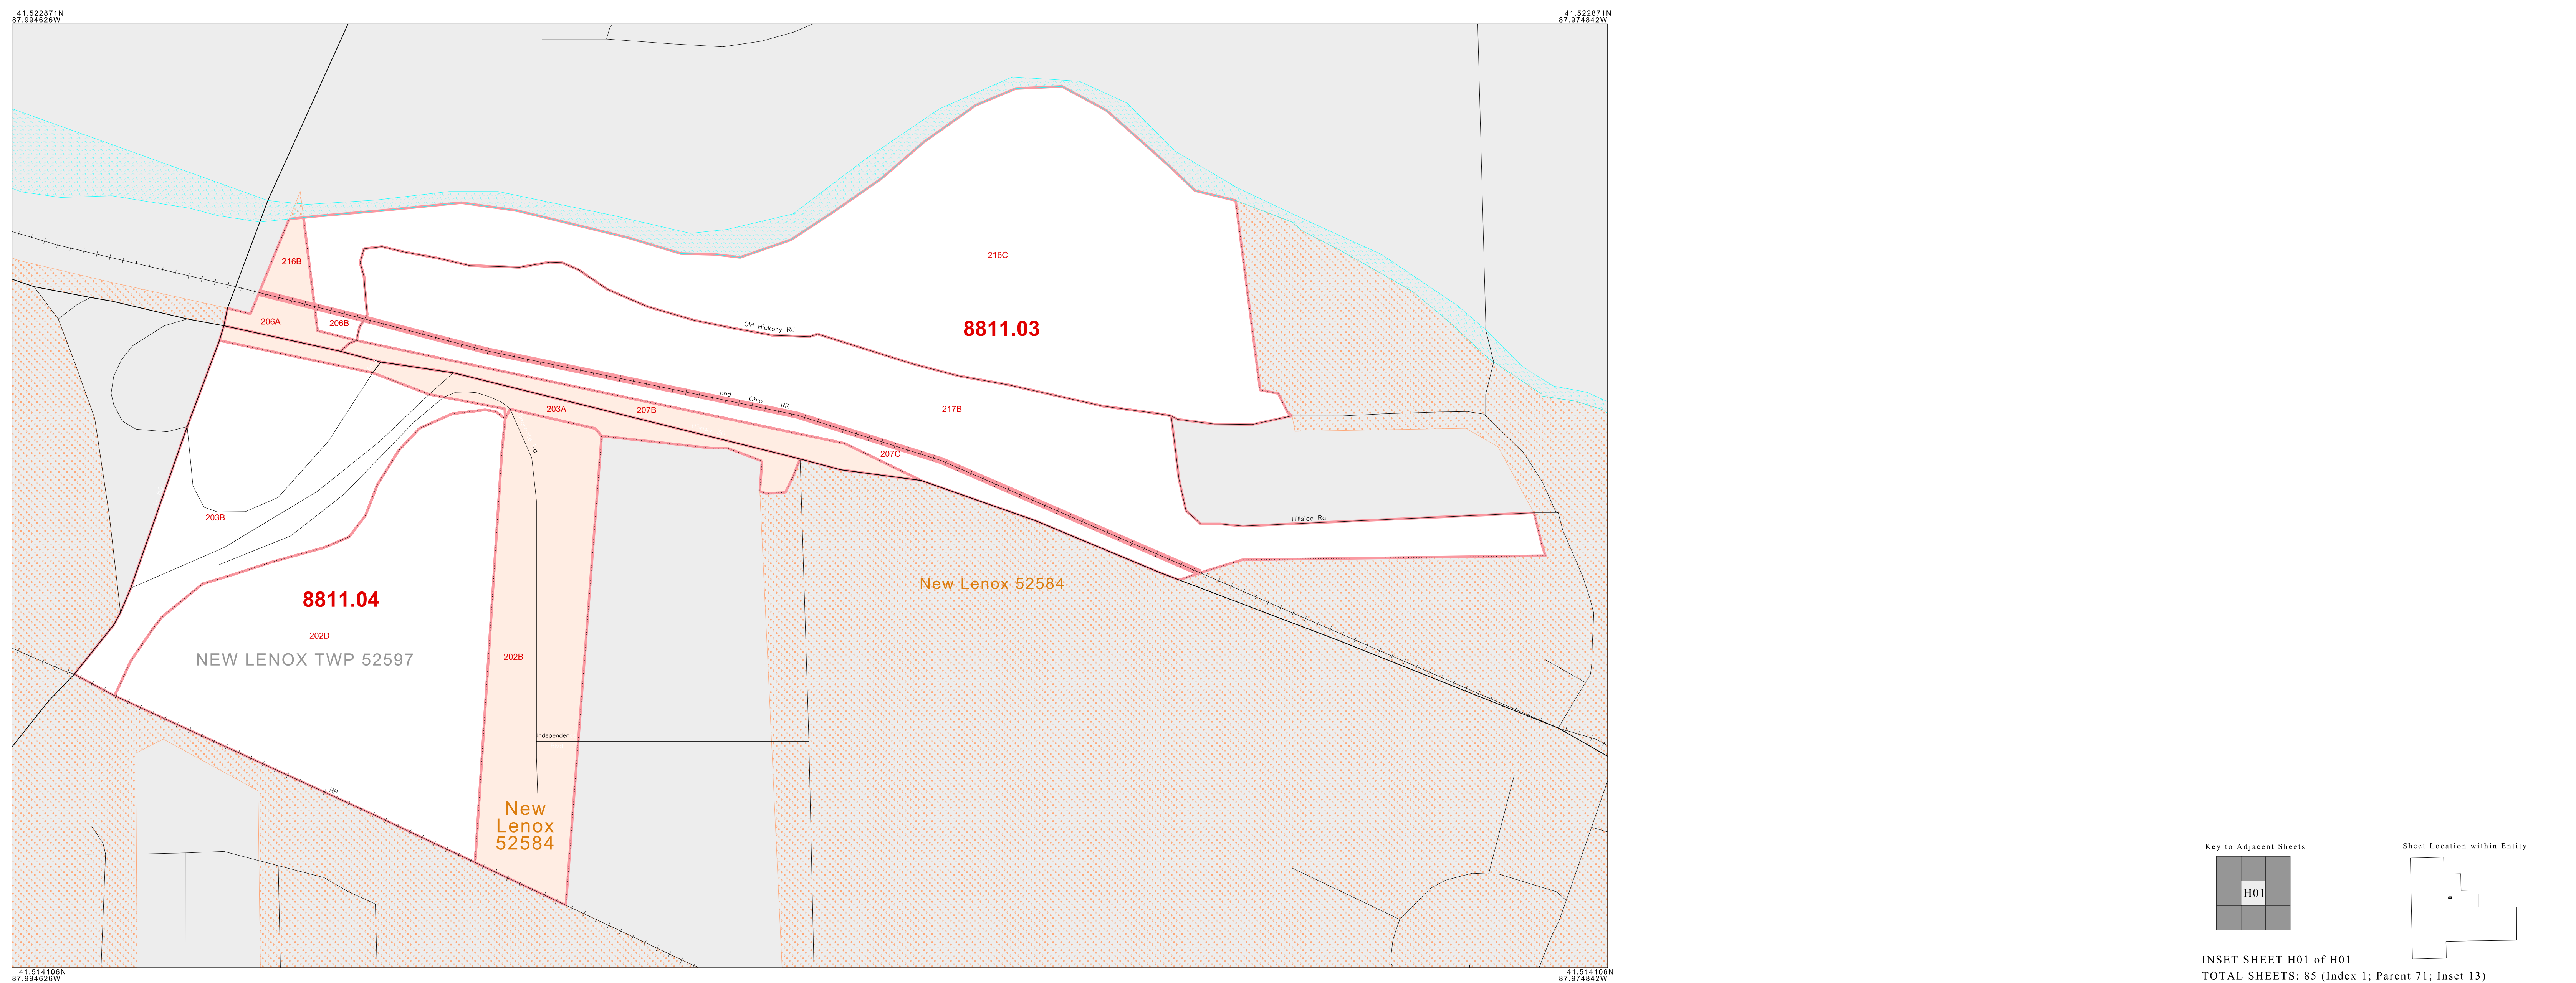 41.522871N
87.994626W
41.522871N
87.974842W
216B
216C
206A
206B
Old Hickory Rd
8811.03
and Ohio RR
203A
207B
217B
207C
203B
Hillside Rd
New Lenox 52584
8811.04
202D
NEW LENOX TWP 52597
202B
Independen
RR
New
Lenox
52584
41.514106N
87.994626W
41.514106N
87.974842W
Key to Adjacent Sheets
H01
Sheet Location within Entity
INSET SHEET H01 of H01
TOTAL SHEETS: 85 (Index 1; Parent 71; Inset 13)